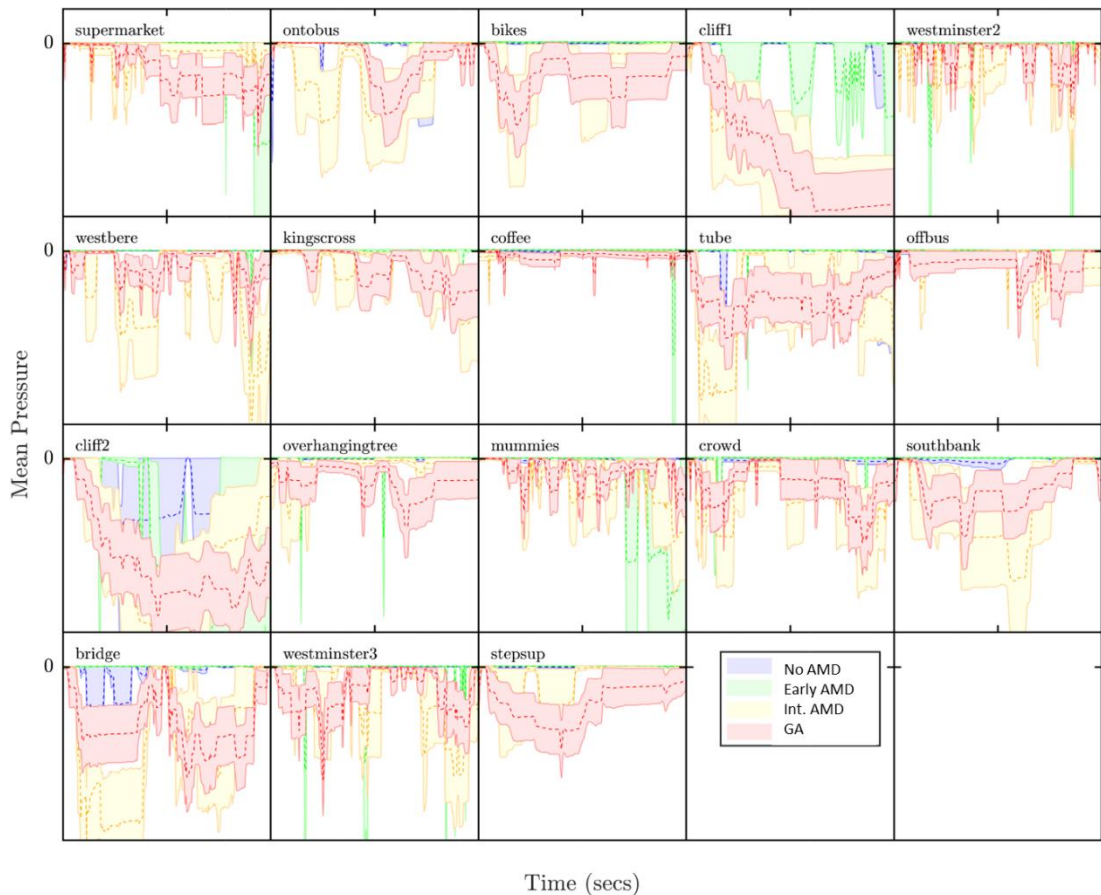 supermarket ontobus bikes cliff1 westminster2
0
westbere kingscross coffee tube offbus
0
Mean Pressure
cliff2 overhangingtree mummies crowd southbank
0
bridge westminster3 stepsup
0
No AMD
Early AMD
Int. AMD
GA
Time (secs)